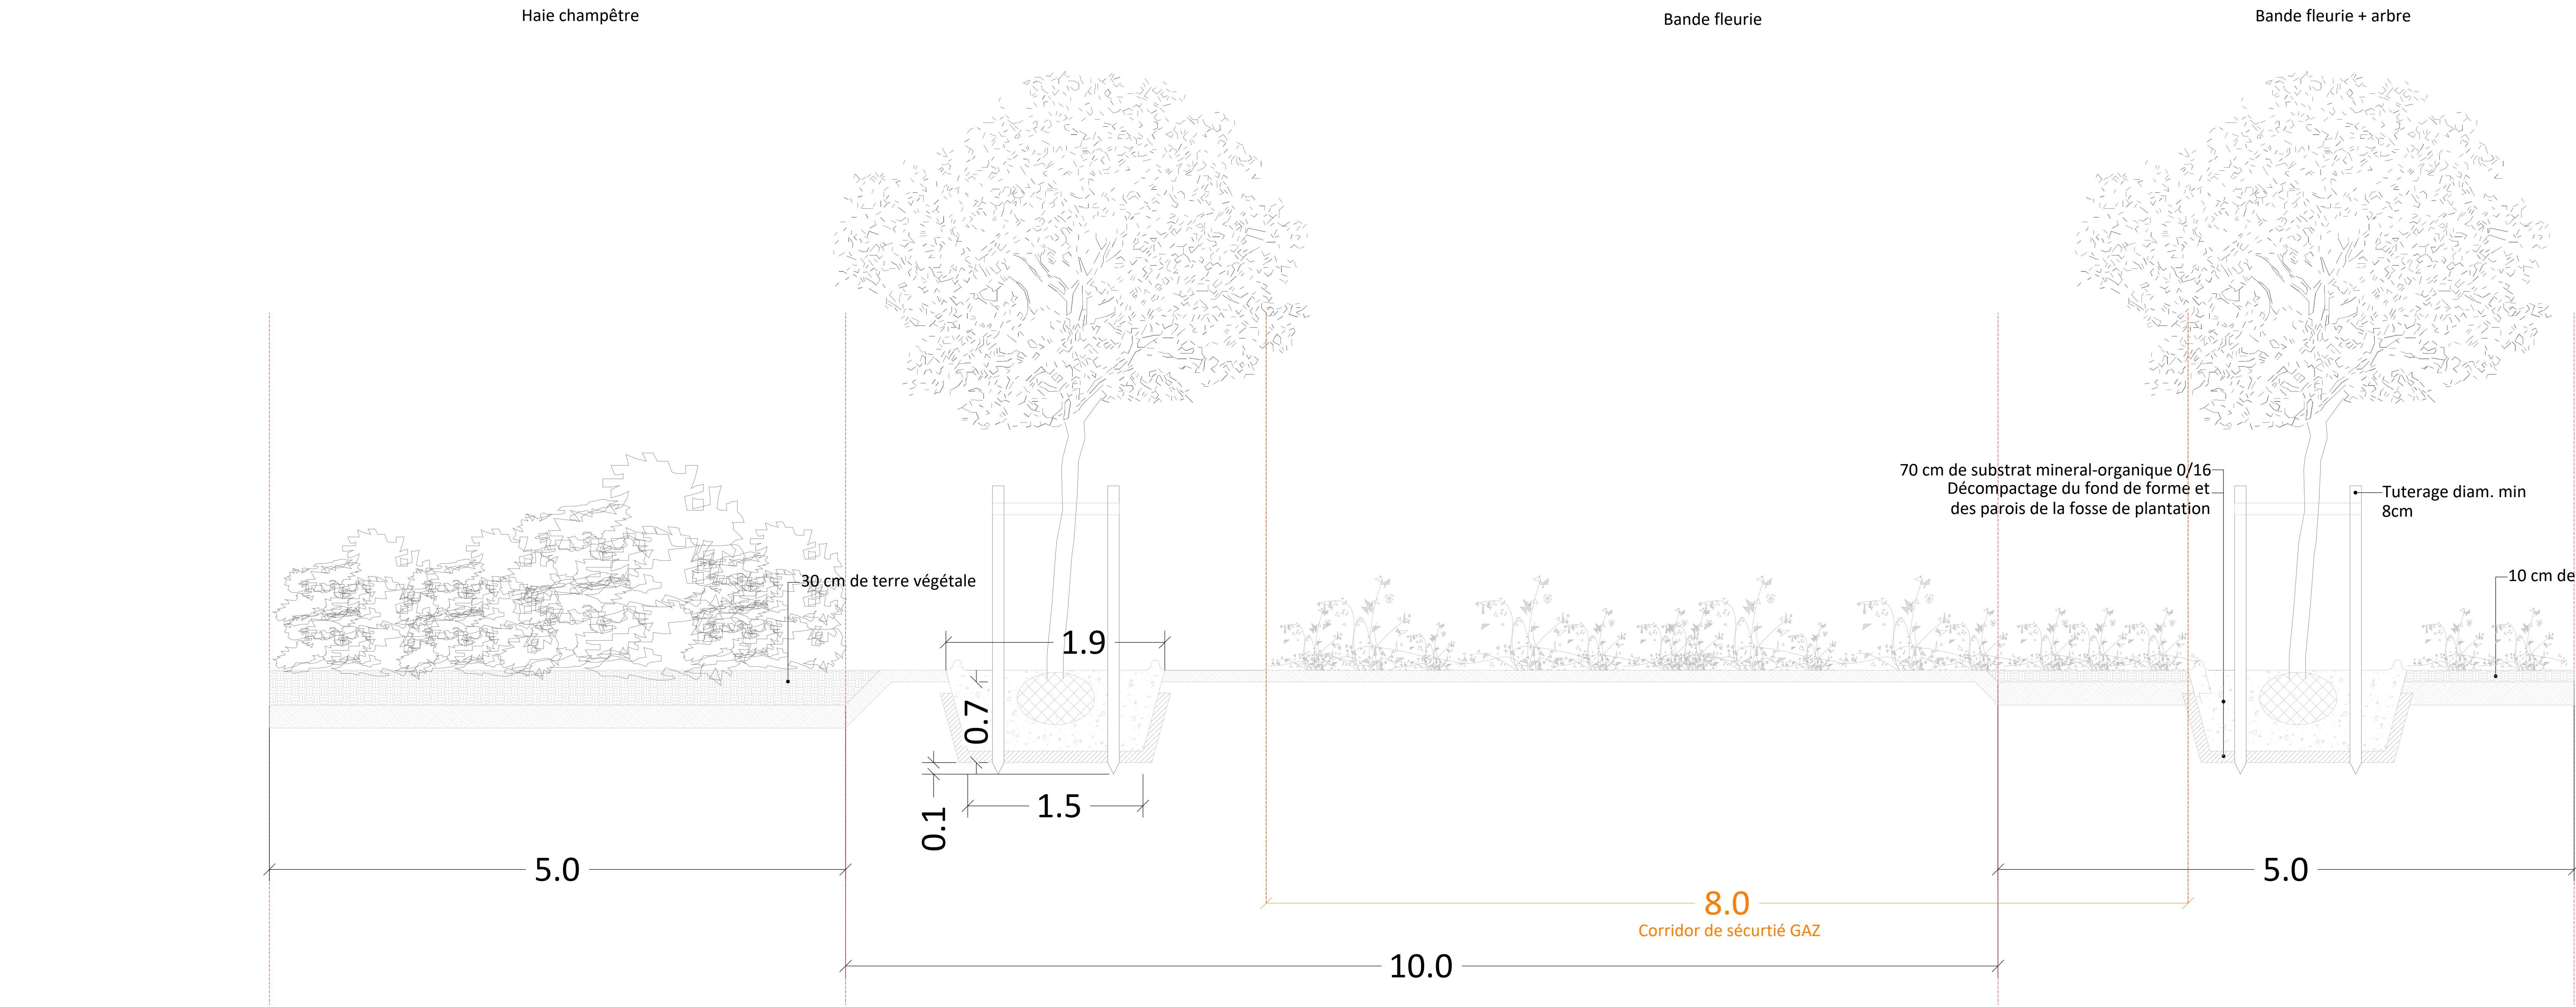 Haie champêtre
Bande fleurie
Bande fleurie + arbre
70 cm de substrat mineral-organique 0/16
Décompactage du fond de forme et
des parois de la fosse de plantation
Tuterage diam. min
8cm
30 cm de terre végétale
10 cm de
1.9
0.7
0.1
1.5
5.0
5.0
8.0
Corridor de sécurtié GAZ
10.0